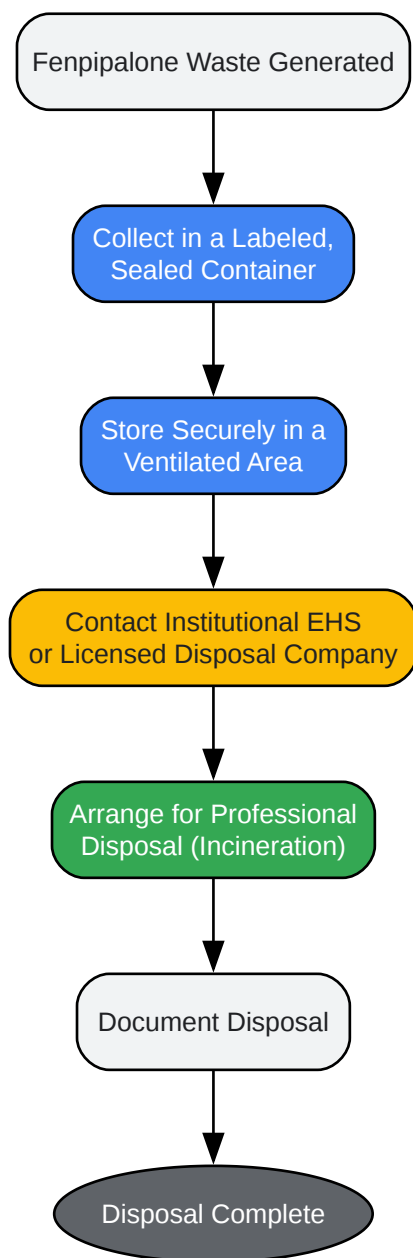 Fenpipalone Waste Generated
Collect in a Labeled,
Sealed Container
Store Securely in a
Ventilated Area
Contact Institutional EHS
or Licensed Disposal Company
Arrange for Professional
Disposal (Incineration)
Document Disposal
Disposal Complete